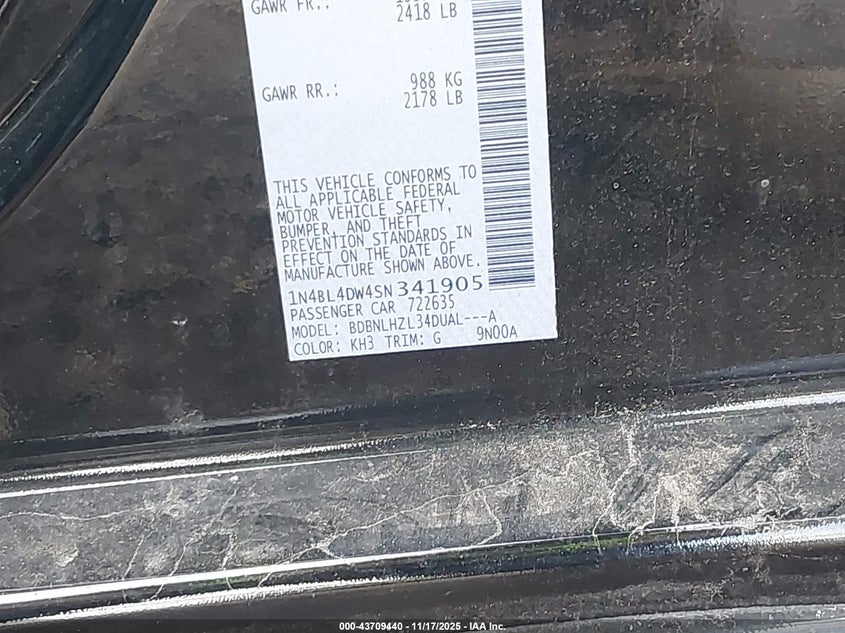 GAWR FR.:
2418 LB
GAWR RR.: 988 KG
2178 LB
THIS VEHICLE CONFORMS TO
ALL APPLICABLE FEDERAL
MOTOR VEHICLE SAFETY,
BUMPER, AND THEFT
PREVENTION STANDARDS IN
EFFECT ON THE DATE OF
MANUFACTURE SHOWN ABOVE.
1N4BL4DW4SN341905
PASSENGER CAR 722635
MODEL: BDBNLHZL34DUAL---A
COLOR: KH3 TRIM: G 9N00A
000-43709440 - 11/17/2025 - IAA Inc.